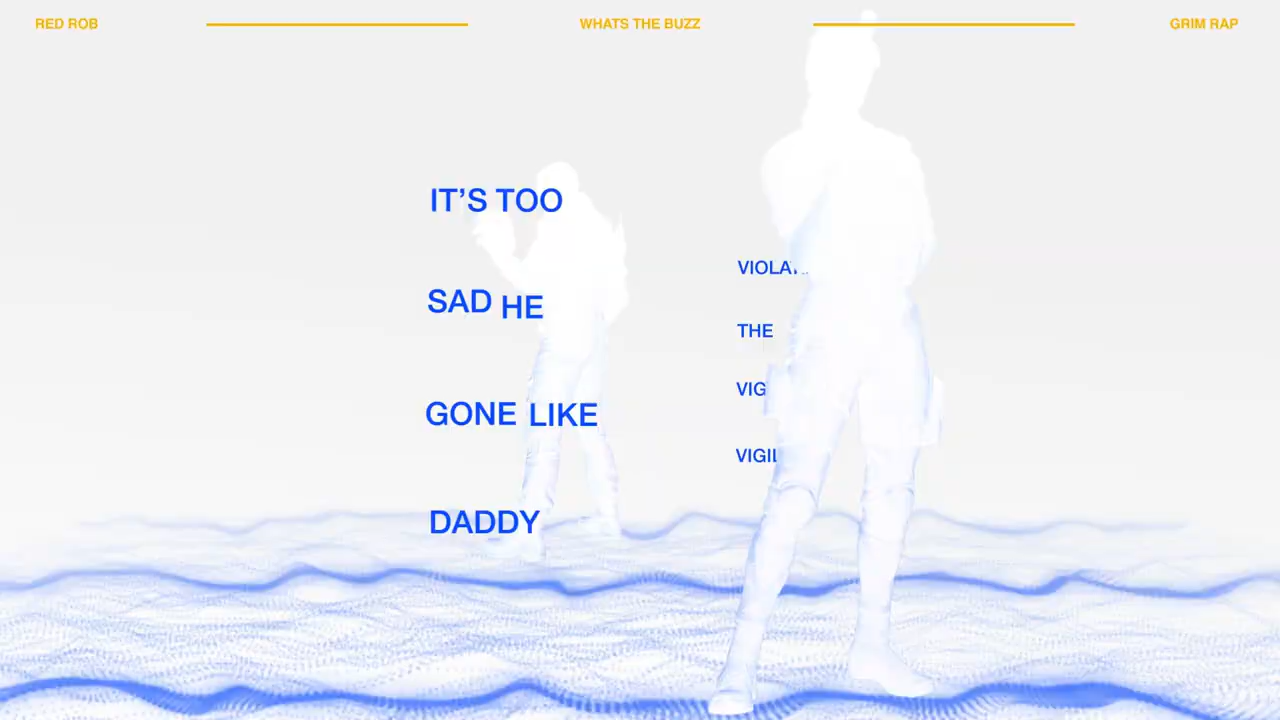 RED ROB
WHATS THE BUZZ
GRIM RAP
IT’S TOO
SAD HE
GONE LIKE
DADDY
THE